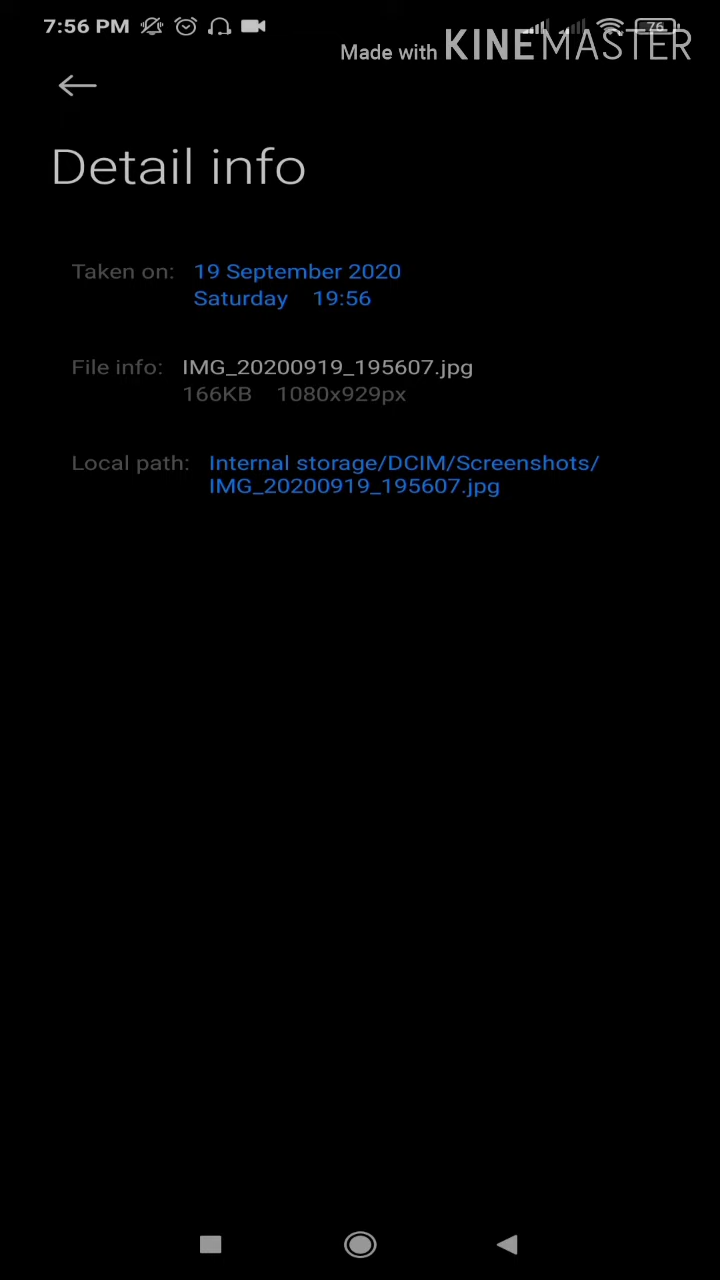 7:56 PM
76
Made with KINEMASTER
Detail info
Taken on: 19 September 2020
Saturday 19:56
File info: IMG_20200919_195607.jpg
166KB 1080x929px
Local path: Internal storage/DCIM/Screenshots/
IMG_20200919_195607.jpg